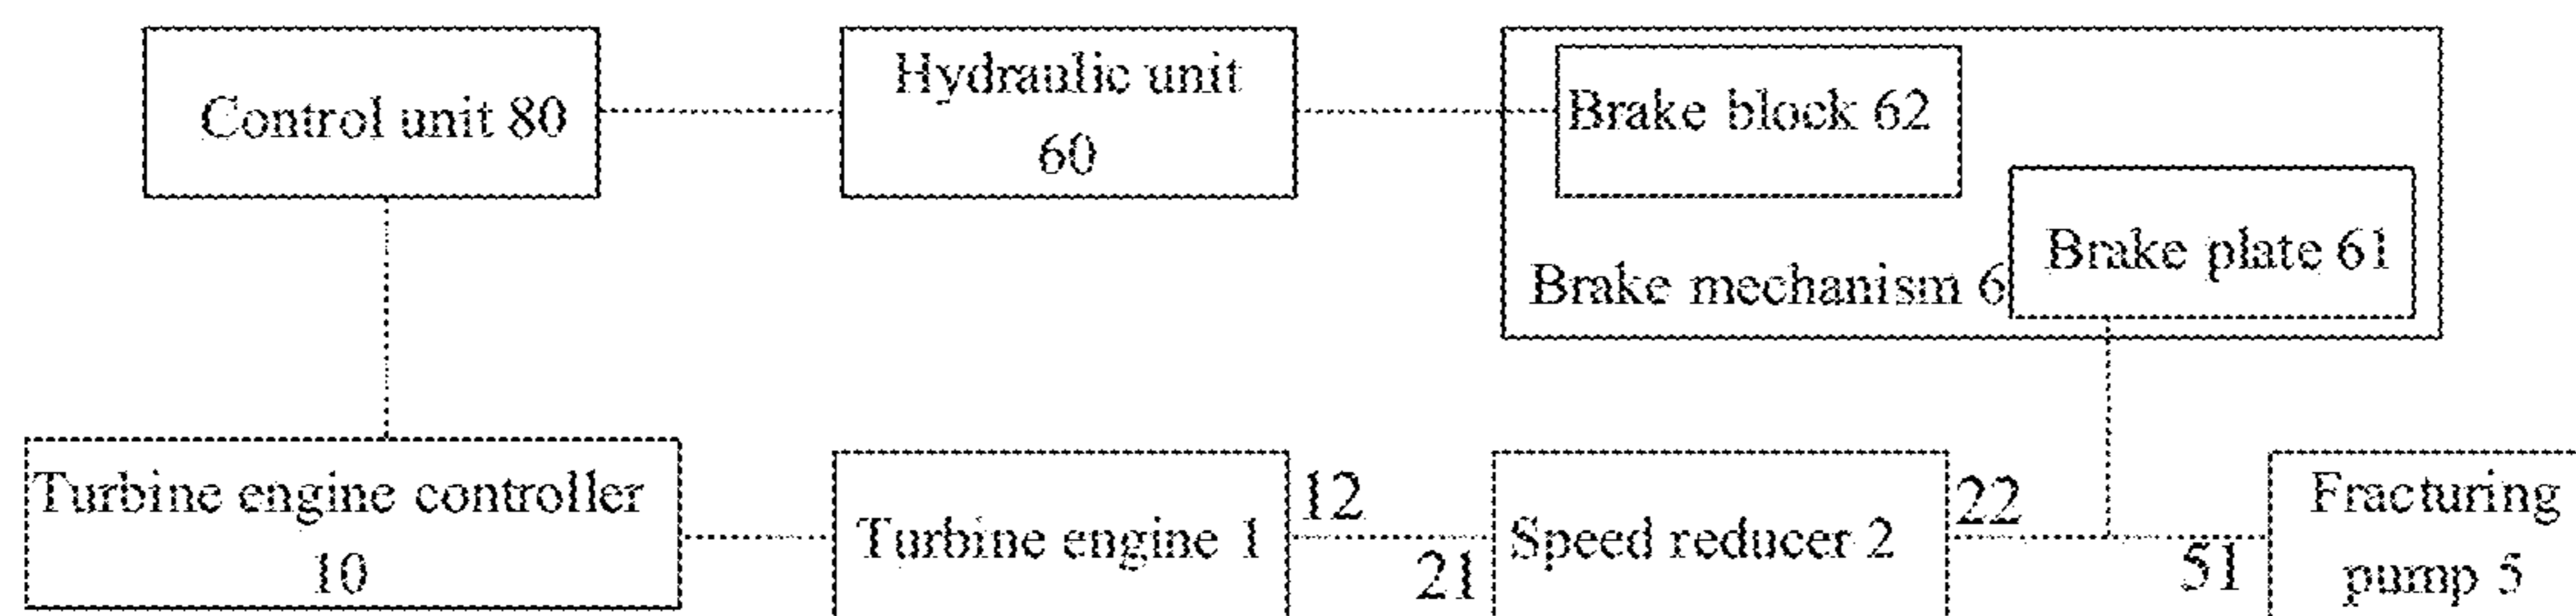 Control unit 80
Hydraulic unit
60
Brake block 62
Brake plate 61
Brake mechanism 6
Turbine engine controller
10
Turbine engine 1
12
21
Speed reducer 2
22
51
Fracturing
pump 5